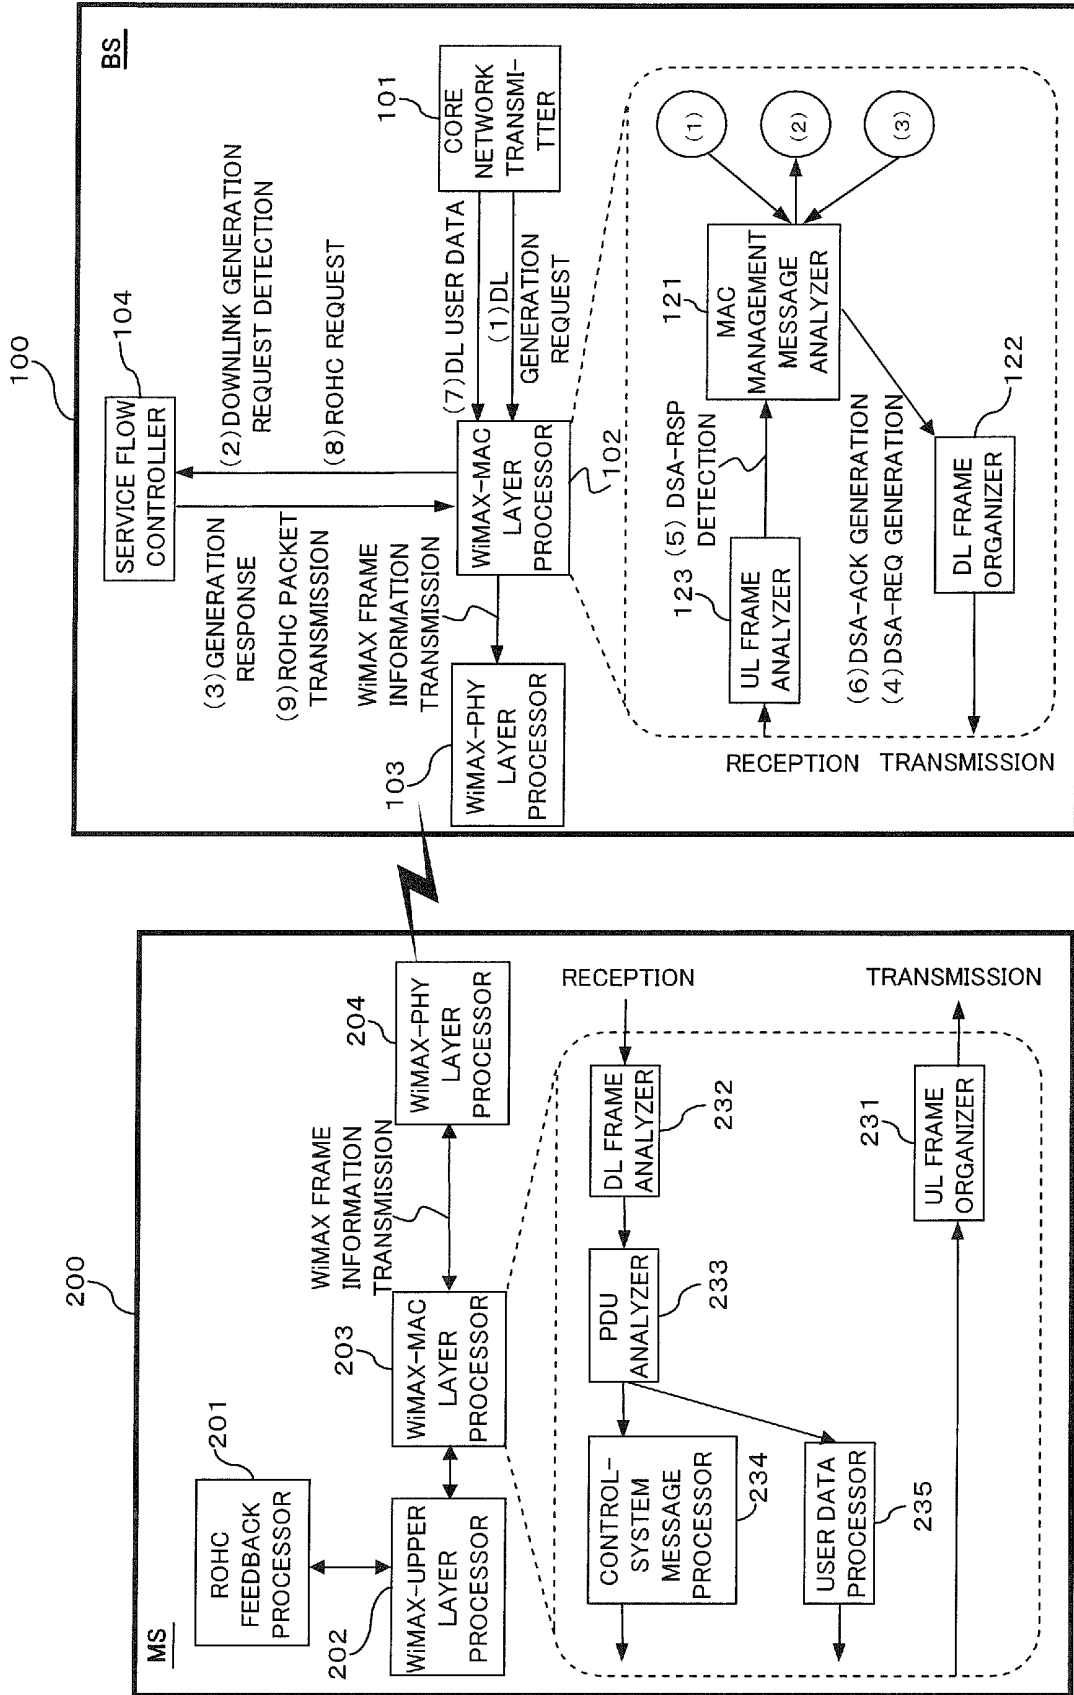 MS
200
ROHC
FEEDBACK
PROCESSOR
201
WiMAX-UPPER
LAYER
PROCESSOR
202
WiMAX-MAC
LAYER
PROCESSOR
203
WiMAX FRAME
INFORMATION
TRANSMISSION
WiMAX-PHY
LAYER
PROCESSOR
204
RECEPTION
DL FRAME
ANALYZER
232
PDU
ANALYZER
233
CONTROL-
SYSTEM
MESSAGE
PROCESSOR
234
USER DATA
PROCESSOR
235
UL FRAME
ORGANIZER
231
TRANSMISSION
BS
100
SERVICE FLOW
CONTROLLER
104
(3)GENERATION
RESPONSE
(9)ROHC PACKET
TRANSMISSION
(2)DOWNLINK GENERATION
REQUEST DETECTION
(8)ROHC REQUEST
WiMAX FRAME
INFORMATION
TRANSMISSION
WiMAX-PHY
LAYER
PROCESSOR
103
WiMAX-MAC
LAYER
PROCESSOR
102
(7)DL USER DATA
(1)DL
GENERATION
REQUEST
CORE
NETWORK
TRANSMI-
TTER
101
RECEPTION
UL FRAME
ANALYZER
123
(5) DSA-RSP
DETECTION
MAC
MANAGEMENT
MESSAGE
ANALYZER
121
(1)
(2)
(3)
(6)DSA-ACK GENERATION
(4)DSA-REQ GENERATION
DL FRAME
ORGANIZER
122
TRANSMISSION